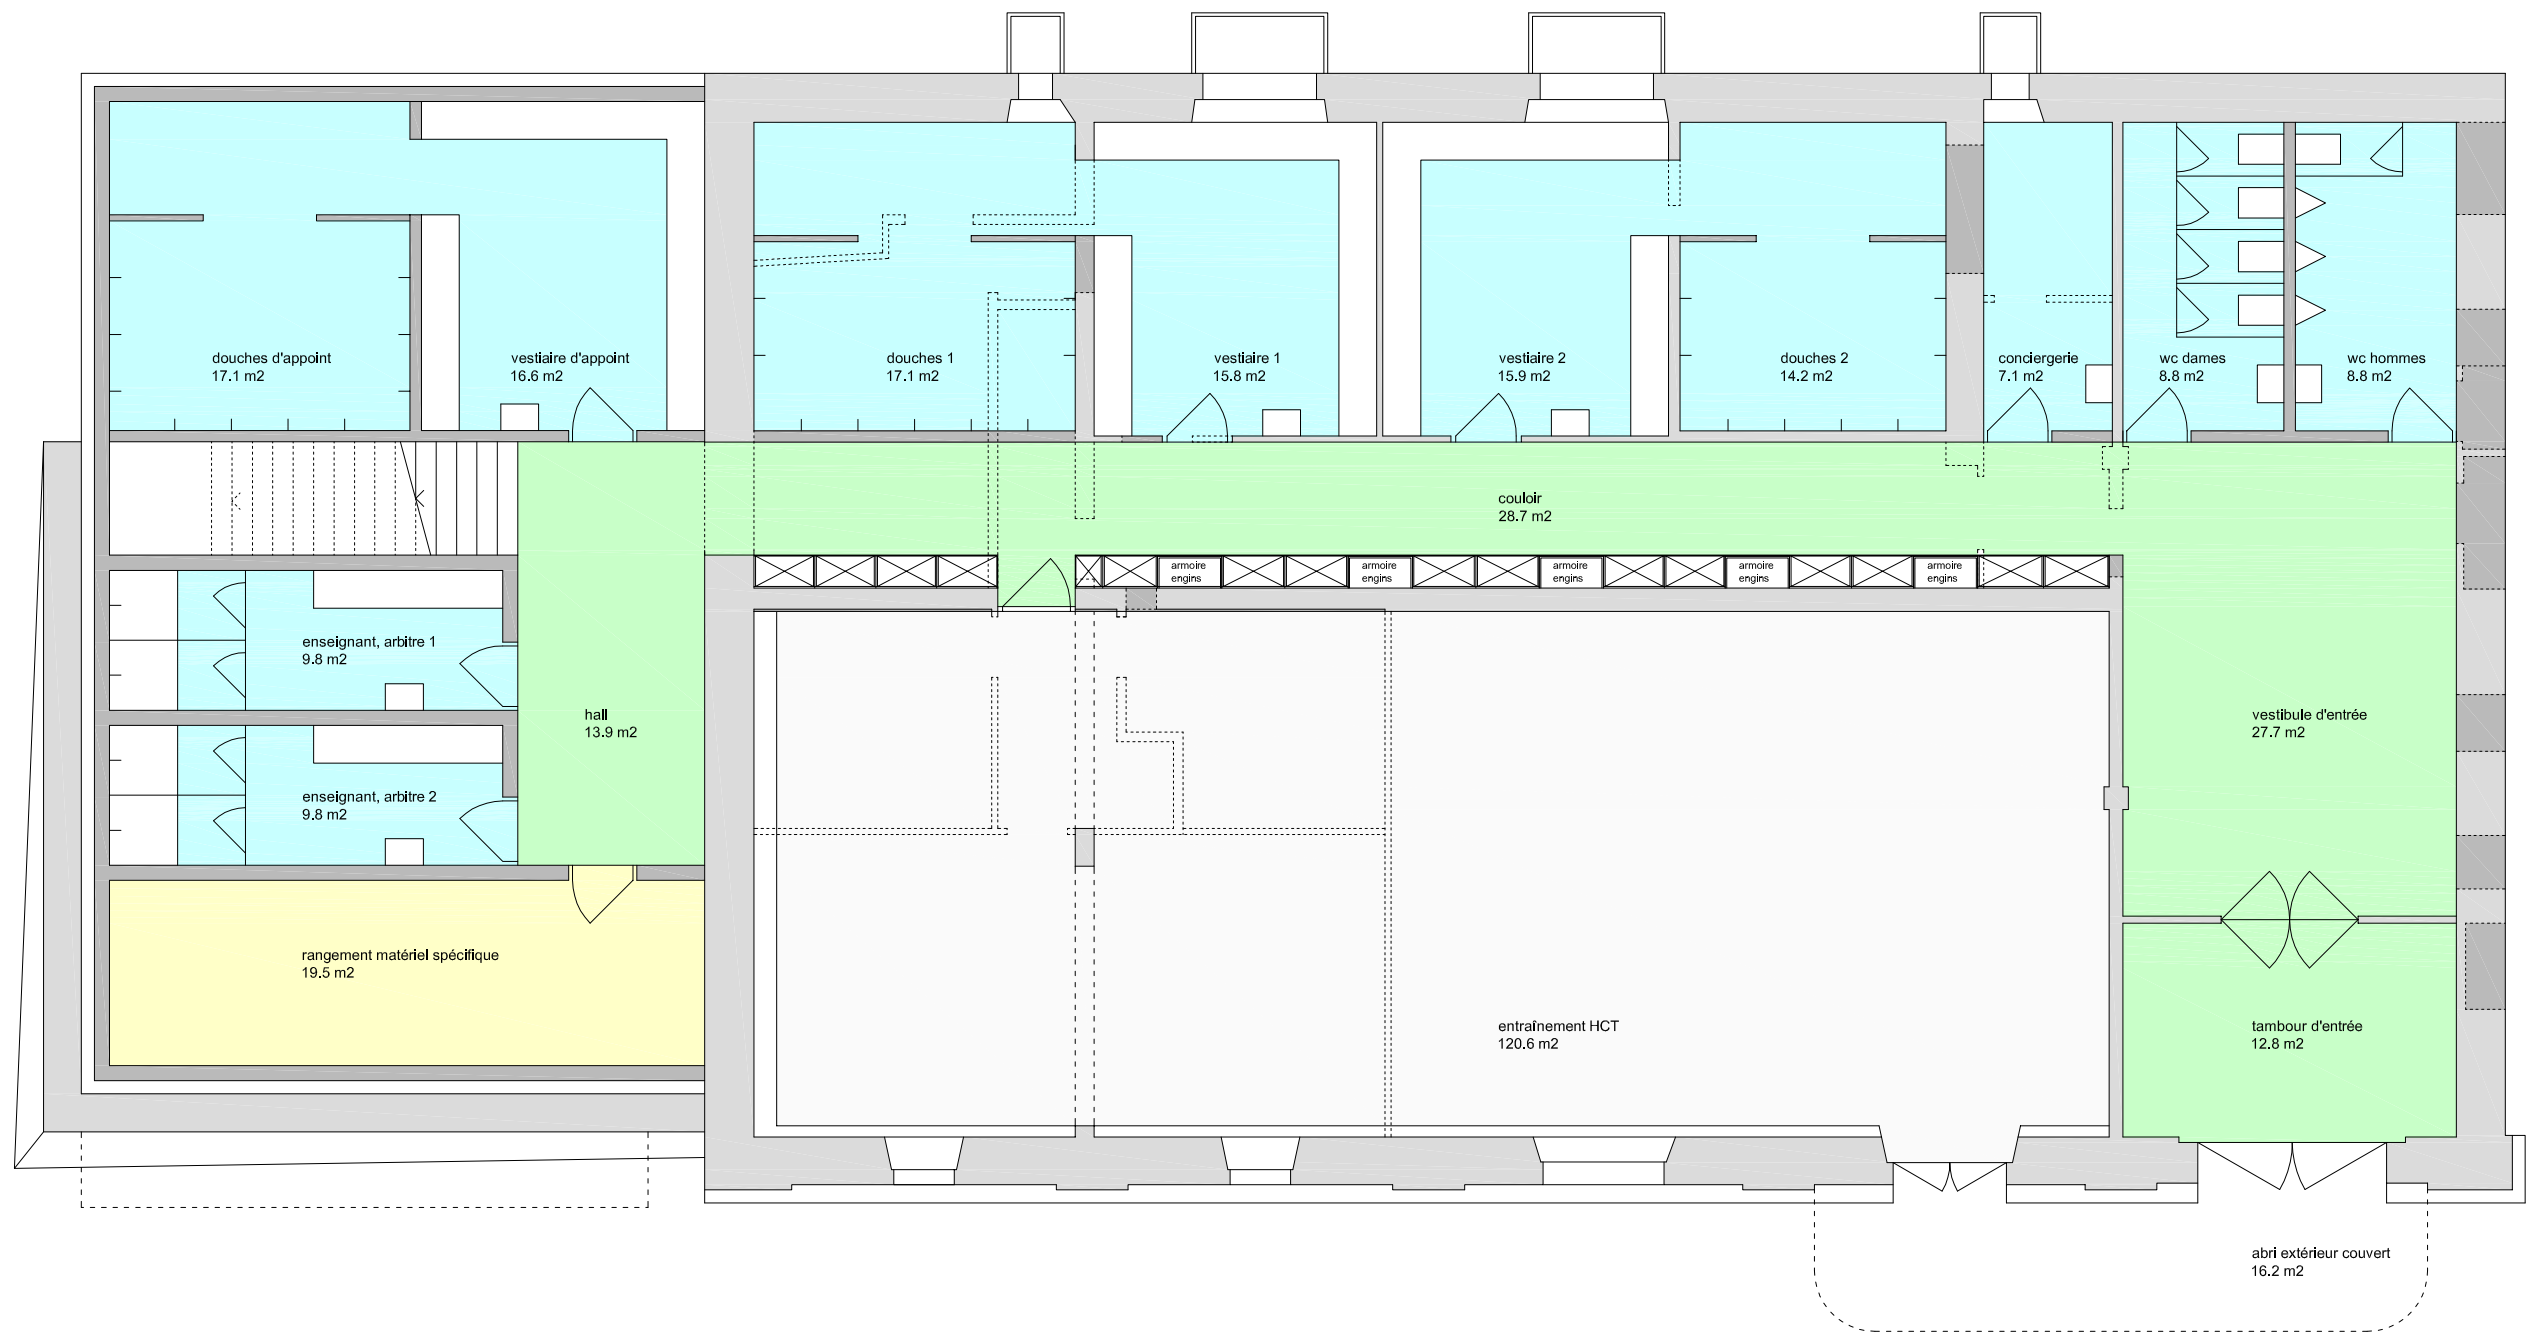 douches d'appoint
17.1 m2
vestiaire d'appoint
16.6 m2
douches 1
17.1 m2
vestiaire 1
15.8 m2
vestiaire 2
15.9 m2
douches 2
14.2 m2
conciergerie
7.1 m2
wc dames
8.8 m2
wc hommes
8.8 m2
couloir
28.7 m2
armoire
engins
armoire
engins
armoire
engins
armoire
engins
armoire
engins
enseignant, arbitre 1
9.8 m2
hall
13.9 m2
vestibule d'entrée
27.7 m2
enseignant, arbitre 2
9.8 m2
rangement matériel spécifique
19.5 m2
entraînement HCT
120.6 m2
tambour d'entrée
12.8 m2
abri extérieur couvert
16.2 m2